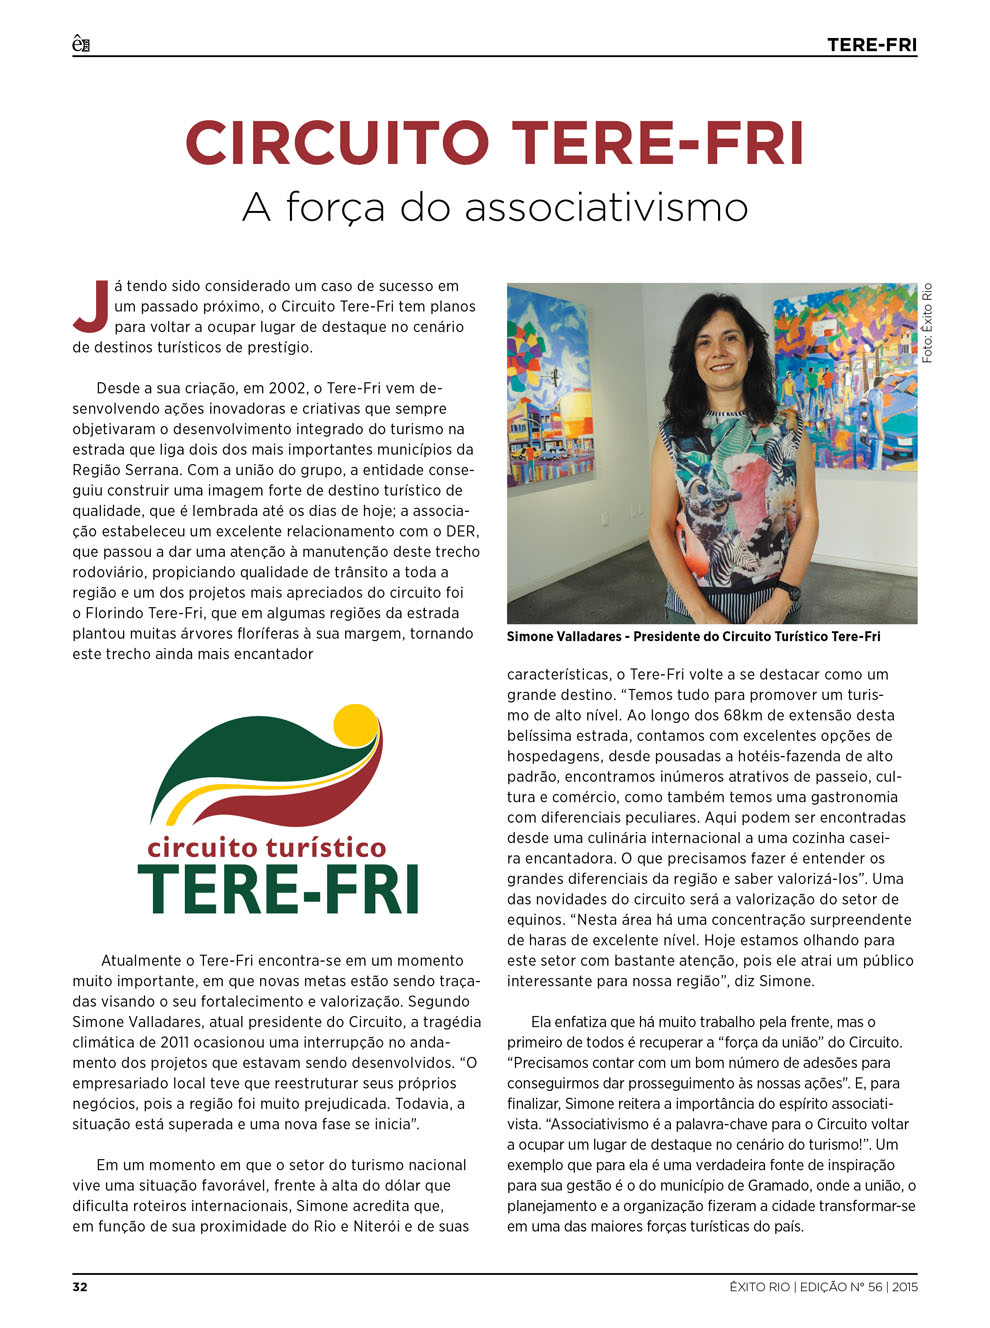 ê
TERE-FRI
CIRCUITO TERE-FRI
A força do associativismo
Já tendo sido considerado um caso de sucesso em
um passado próximo, o Circuito Tere-Fri tem planos
para voltar a ocupar lugar de destaque no cenário
de destinos turísticos de prestígio.
Desde a sua criação, em 2002, o Tere-Fri vem de-
senvolvendo ações inovadoras e criativas que sempre
objetivaram o desenvolvimento integrado do turismo na
estrada que liga dois dos mais importantes municípios da
Região Serrana. Com a união do grupo, a entidade conse-
guiu construir uma imagem forte de destino turístico de
qualidade, que é lembrada até os dias de hoje; a associa-
ção estabeleceu um excelente relacionamento com o DER,
que passou a dar uma atenção à manutenção deste trecho
rodoviário, propiciando qualidade de trânsito a toda a
região e um dos projetos mais apreciados do circuito foi
o Florindo Tere-Fri, que em algumas regiões da estrada
plantou muitas árvores floríferas à sua margem, tornando
este trecho ainda mais encantador
circuito turístico
TERE-FRI
Atualmente o Tere-Fri encontra-se em um momento
muito importante, em que novas metas estão sendo traça-
das visando o seu fortalecimento e valorização. Segundo
Simone Valladares, atual presidente do Circuito, a tragédia
climática de 2011 ocasionou uma interrupção no anda-
mento dos projetos que estavam sendo desenvolvidos. “O
empresariado local teve que reestruturar seus próprios
negócios, pois a região foi muito prejudicada. Todavia, a
situação está superada e uma nova fase se inicia".
Em um momento em que o setor do turismo nacional
vive uma situação favorável, frente à alta do dólar que
dificulta roteiros internacionais, Simone acredita que,
em função de sua proximidade do Rio e Niterói e de suas
Foto: Êxito Rio
Simone Valladares - Presidente do Circuito Turístico Tere-Fri
características, o Tere-Fri volte a se destacar como um
grande destino. “Temos tudo para promover um turis-
mo de alto nível. Ao longo dos 68km de extensão desta
belíssima estrada, contamos com excelentes opções de
hospedagens, desde pousadas a hotéis-fazenda de alto
padrão, encontramos inúmeros atrativos de passeio, cul-
tura e comércio, como também temos uma gastronomia
com diferenciais peculiares. Aqui podem ser encontradas
desde uma culinária internacional a uma cozinha casei-
ra encantadora. O que precisamos fazer é entender os
grandes diferenciais da região e saber valorizá-los”. Uma
das novidades do circuito será a valorização do setor de
equinos. “Nesta área há uma concentração surpreendente
de haras de excelente nível. Hoje estamos olhando para
este setor com bastante atenção, pois ele atrai um público
interessante para nossa região”, diz Simone.
Ela enfatiza que há muito trabalho pela frente, mas o
primeiro de todos é recuperar a “força da união” do Circuito.
“Precisamos contar com um bom número de adesões para
conseguirmos dar prosseguimento às nossas ações". E, para
finalizar, Simone reitera a importância do espírito associati-
vista. “Associativismo é a palavra-chave para o Circuito voltar
a ocupar um lugar de destaque no cenário do turismo!”. Um
exemplo que para ela é uma verdadeira fonte de inspiração
para sua gestão é o do município de Gramado, onde a união, o
planejamento e a organização fizeram a cidade transformar-se
em uma das maiores forças turísticas do país.
32
ÊXITO RIO | EDIÇÃO N° 56 | 2015